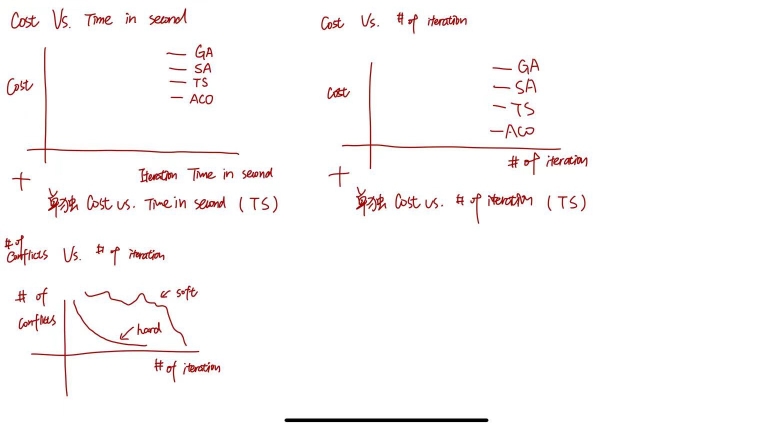 Cost Vs. Time in second
GA
SA
TS
ACO
Cost
Iteration Time in second
+
单独 Cost vs. Time in second (TS)
Cost Vs. # of iteration
GA
SA
TS
ACO
Cost
# of iteration
+
单独 Cost vs. # of iteration (TS)
# of
Conflicts Vs. # of iteration
# of
Conflicts
soft
hard
# of iteration